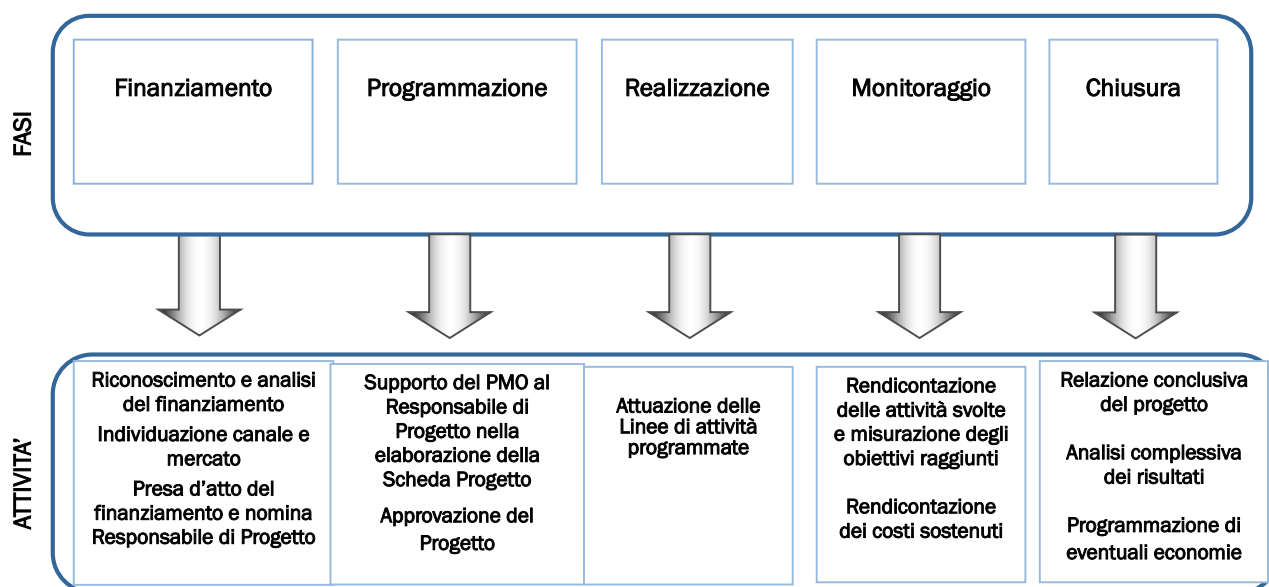 FASI
Finanziamento
Programmazione
Realizzazione
Monitoraggio
Chiusura
ATTIVITA'
Riconoscimento e analisi
del finanziamento
Individuazione canale e
mercato
Presa d'atto del
finanziamento e nomina
Responsabile di Progetto
Supporto del PMO al
Responsabile di
Progetto nella
elaborazione della
Scheda Progetto
Approvazione del
Progetto
Attuazione delle
Linee di attività
programmate
Rendicontazione
delle attività svolte
e misurazione degli
obiettivi raggiunti
Rendicontazione
dei costi sostenuti
Relazione conclusiva
del progetto
Analisi complessiva
dei risultati
Programmazione di
eventuali economie